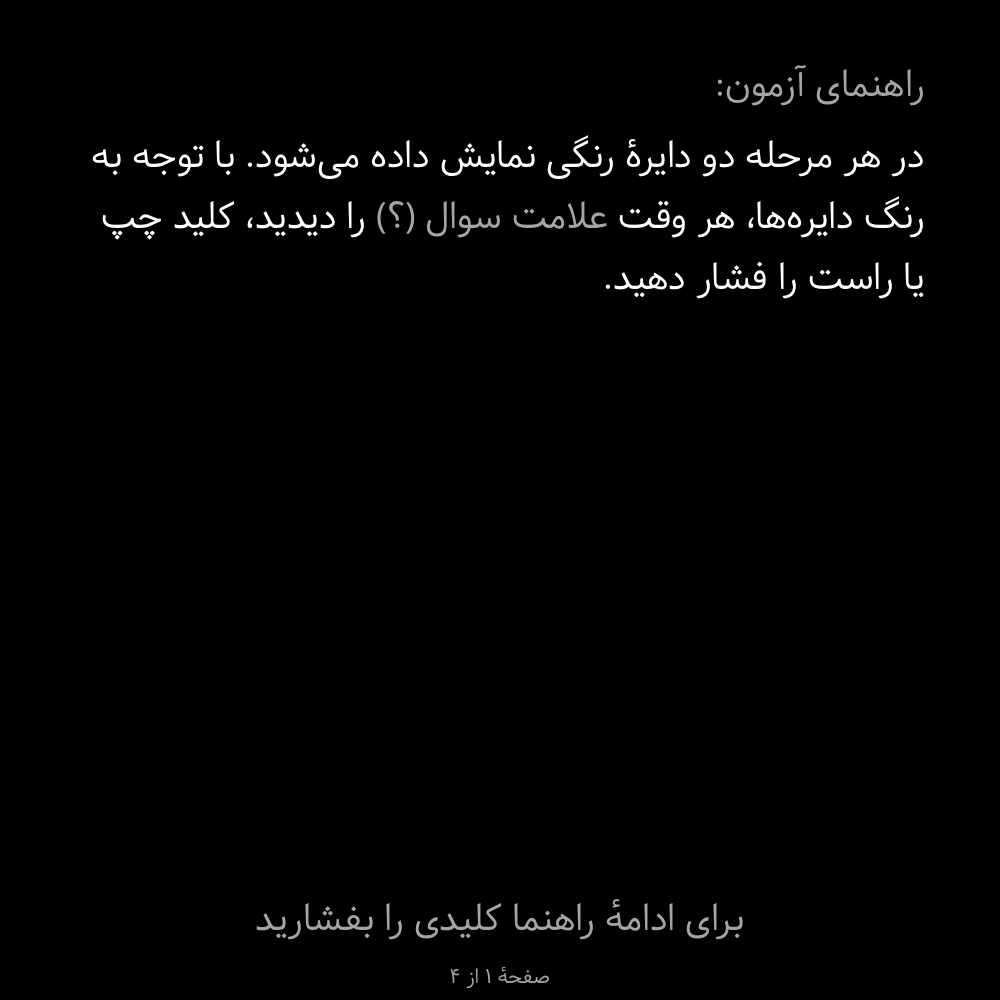 راهنمای آزمون:
در هر مرحله دو دایرهٔ رنگی نمایش داده می‌شود. با توجه به
رنگ دایره‌ها، هر وقت علامت سوال (؟) را دیدید، کلید چپ
یا راست را فشار دهید.
برای ادامهٔ راهنما کلیدی را بفشارید
صفحهٔ ۱ از ۴